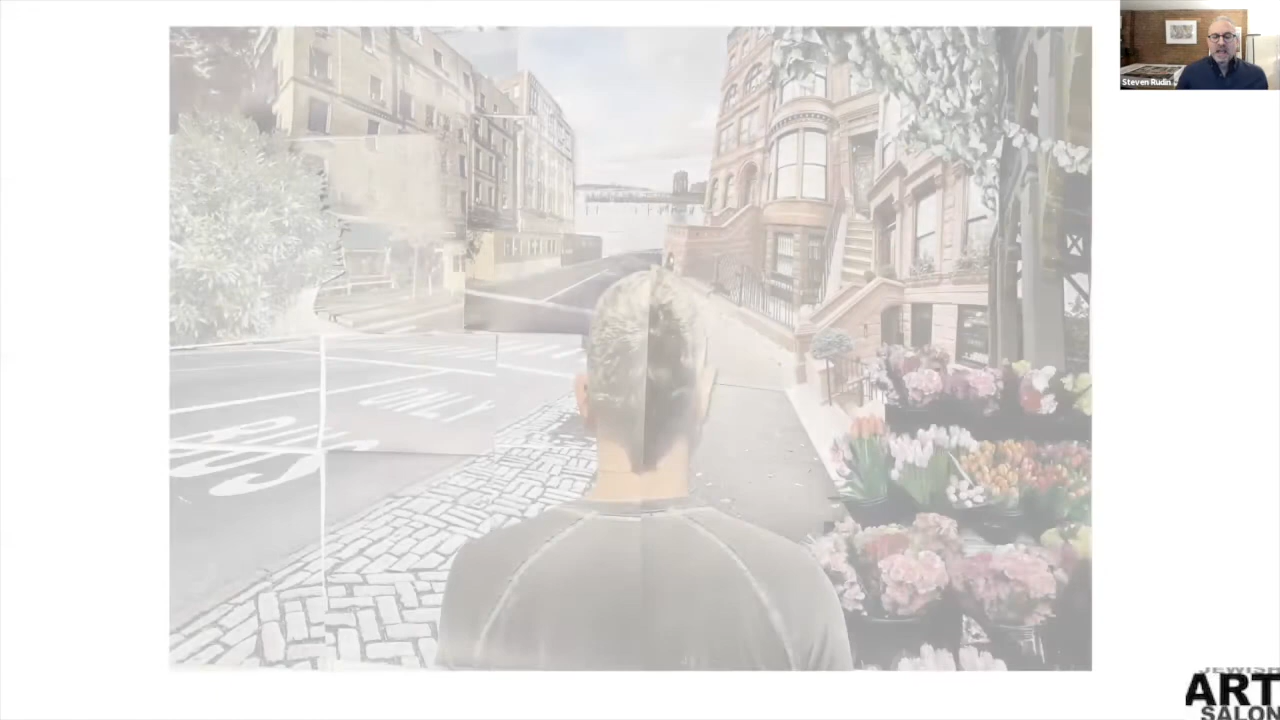 Steven Rudin
ONLY
BUS
JEWISH
ART
SALON